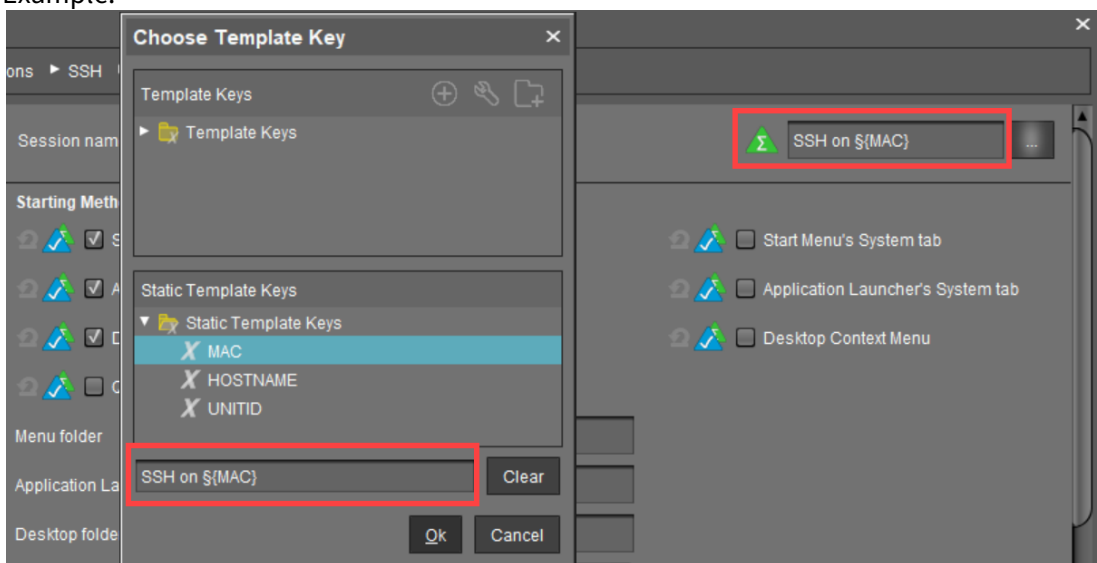 Example:
Choose Template Key
ons SSH
Template Keys
Template Keys
Session nam
SSH on §{MAC}
...
Starting Meth
S
Start Menu's System tab
A
Static Template Keys
Application Launcher's System tab
Static Template Keys
D
Desktop Context Menu
MAC
HOSTNAME
UNITID
Menu folder
SSH on §{MAC}
Clear
Application La
Desktop folde
Ok
Cancel